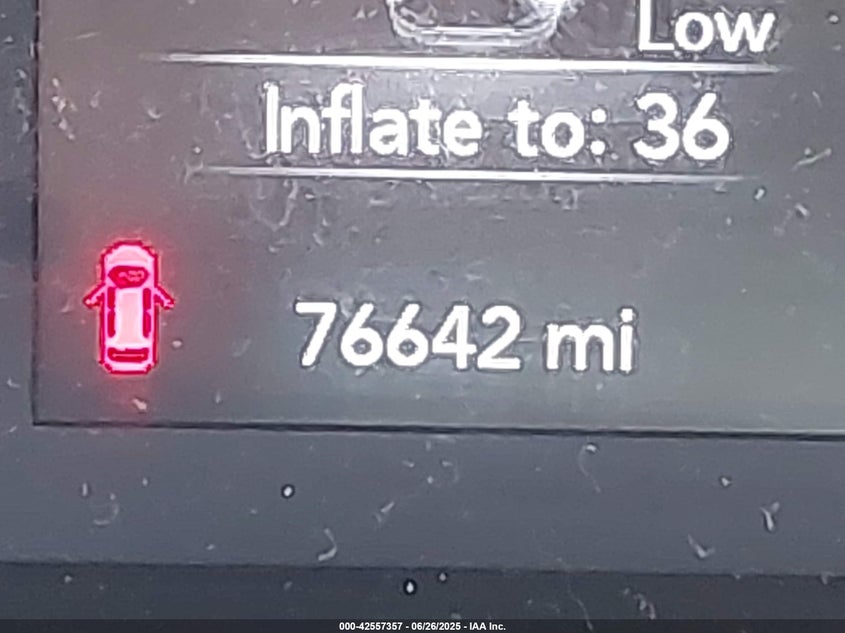 Low
Inflate to: 36
76642 mi
000-42557357 - 06/26/2025 - IAA Inc.